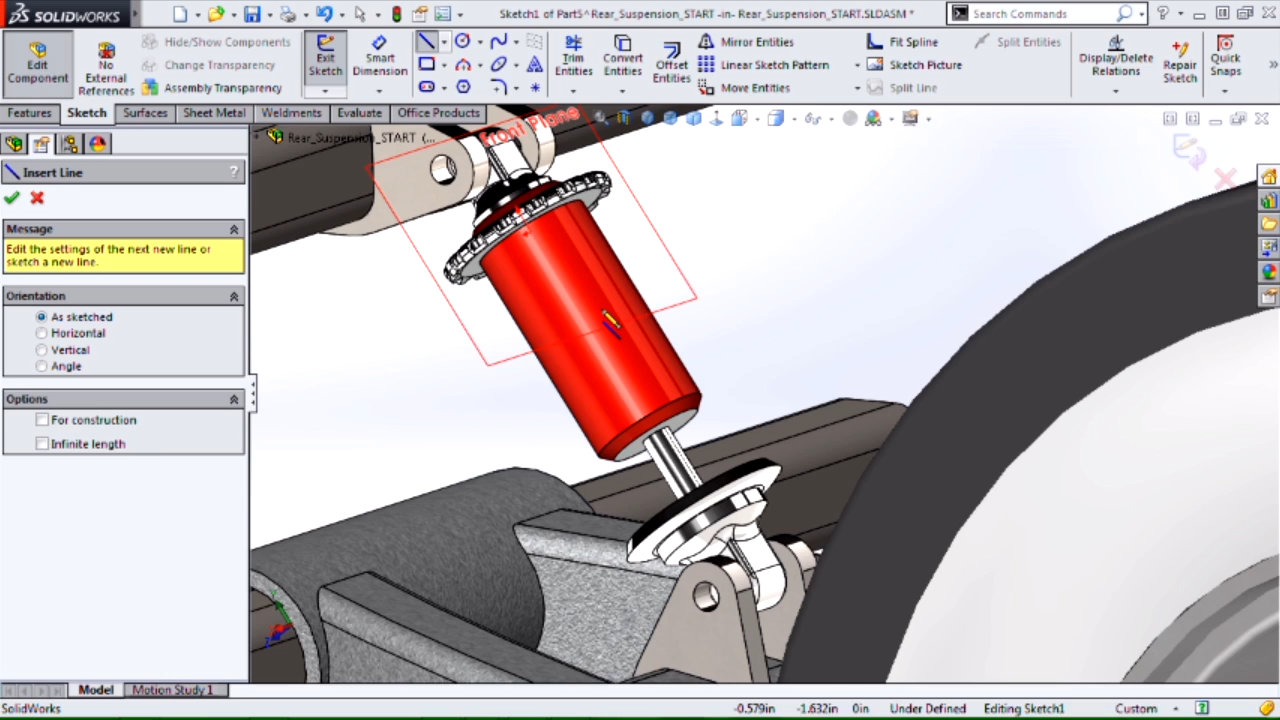 SOLIDWORKS
Sketch1 of Part5^Rear_Suspension_START -in- Rear_Suspension_START.SLDASM *
Search Commands
Edit Component
No External References
Hide/Show Components
Change Transparency
Assembly Transparency
Exit Sketch
Smart Dimension
Trim Entities
Convert Entities
Offset Entities
Mirror Entities
Linear Sketch Pattern
Move Entities
Fit Spline
Sketch Picture
Split Entities
Split Line
Display/Delete Relations
Repair Sketch
Quick Snaps
Features
Sketch
Surfaces
Sheet Metal
Weldments
Evaluate
Office Products
Rear_Suspension_START (...
Front Plane
Insert Line
?
Message
Edit the settings of the next new line or
sketch a new line.
Orientation
As sketched
Horizontal
Vertical
Angle
Options
For construction
Infinite length
Model
Motion Study 1
SolidWorks
-0.579in
-1.632in
0in
Under Defined
Editing Sketch1
Custom